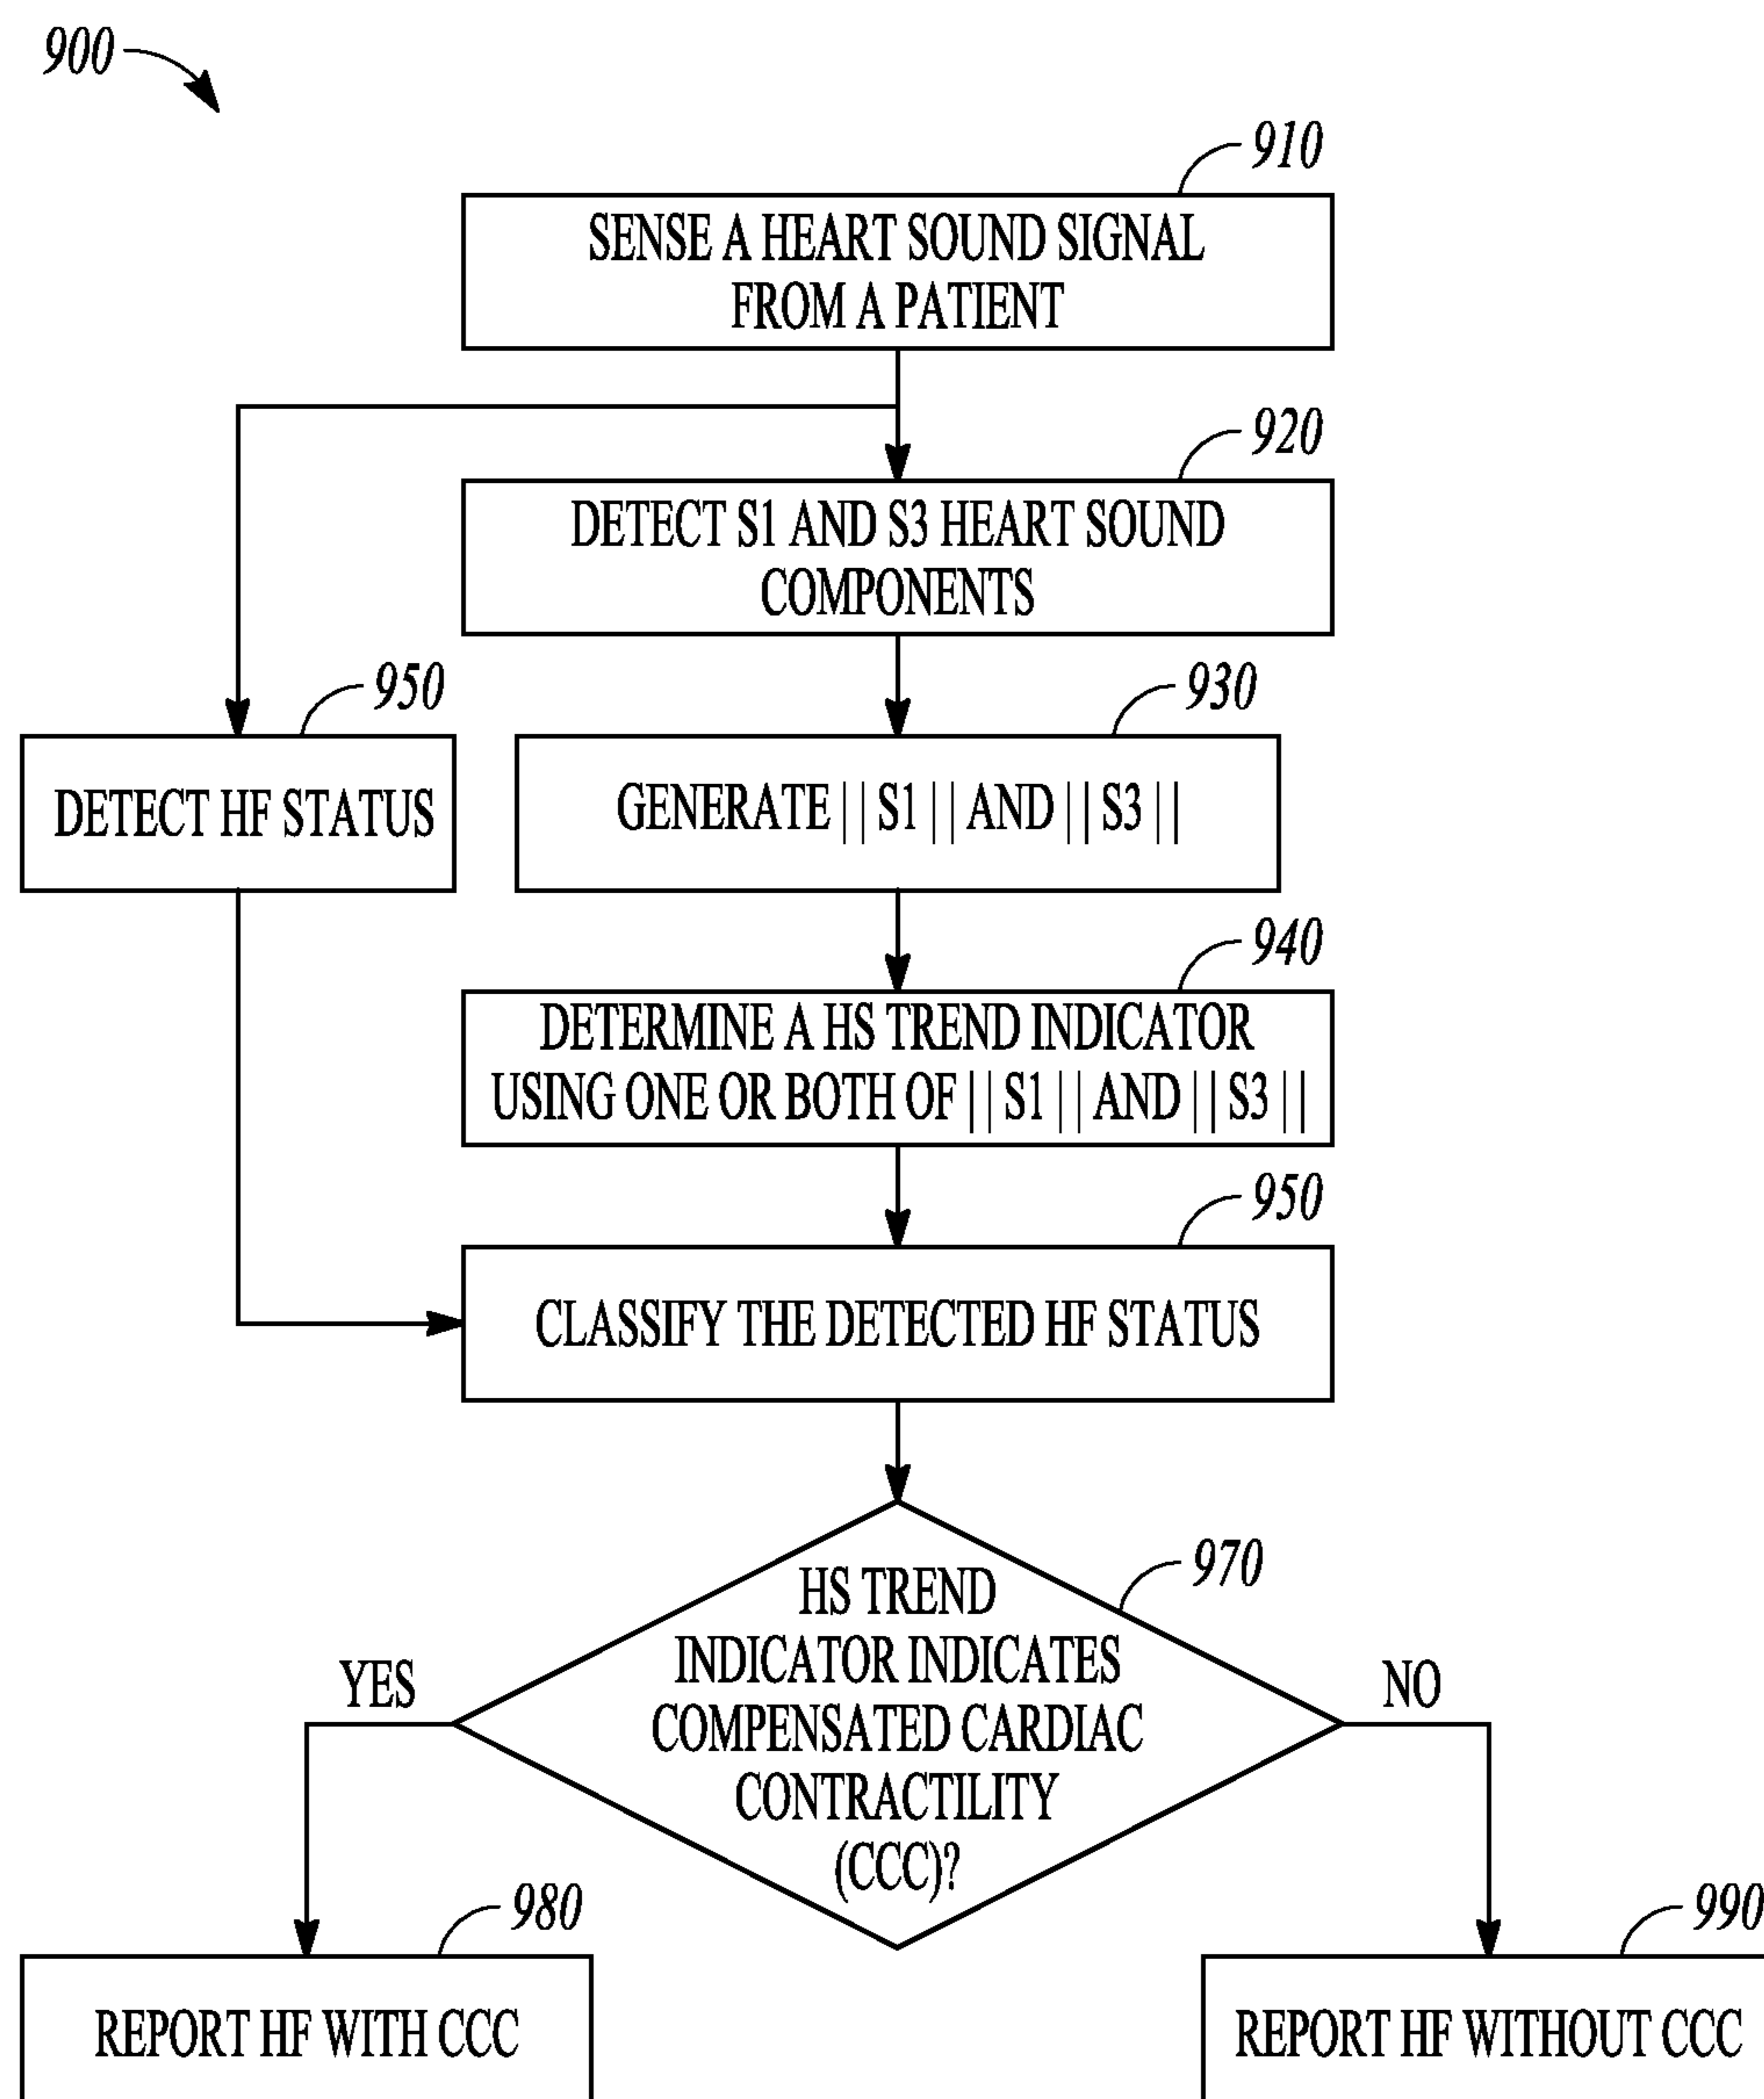 900
910
SENSE A HEART SOUND SIGNAL
FROM A PATIENT
920
DETECT S1 AND S3 HEART SOUND
COMPONENTS
950
DETECT HF STATUS
930
GENERATE || S1 || AND || S3 ||
940
DETERMINE A HS TREND INDICATOR
USING ONE OR BOTH OF || S1 || AND || S3 ||
950
CLASSIFY THE DETECTED HF STATUS
970
HS TREND
INDICATOR INDICATES
COMPENSATED CARDIAC
CONTRACTILITY
(CCC)?
YES
NO
980
REPORT HF WITH CCC
990
REPORT HF WITHOUT CCC